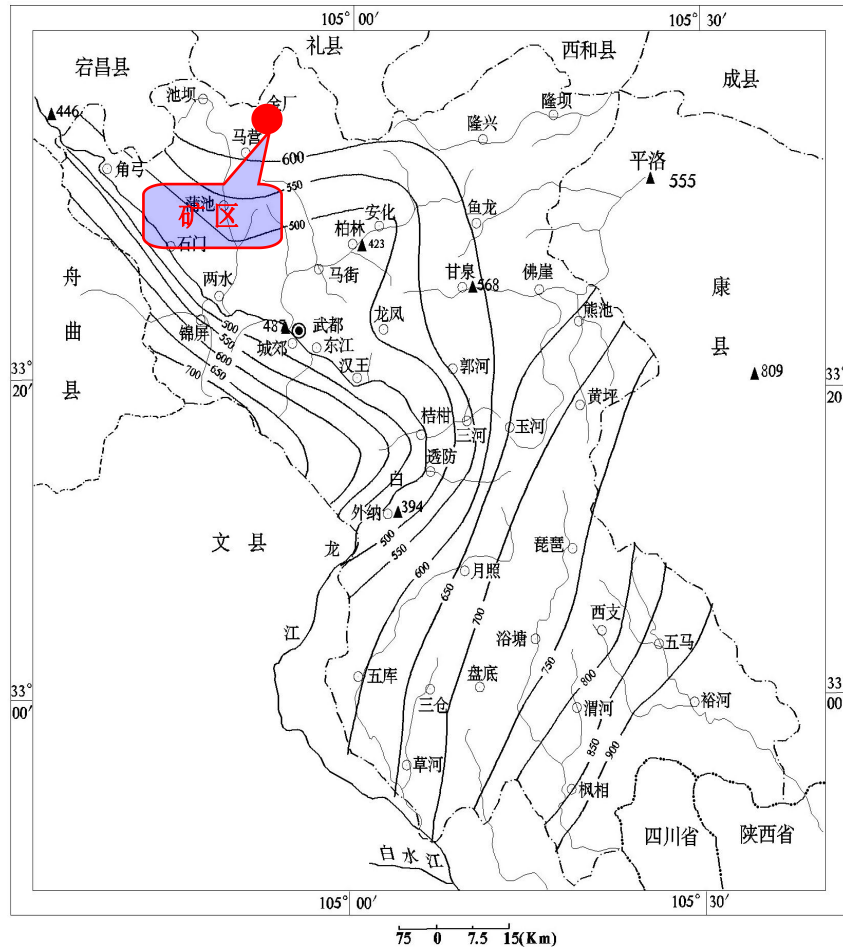 105° 00′
105° 30′
礼县
西和县
宕昌县
成县
池坝
金厂
隆坝
446
马营
隆兴
600
平洛
角弓
550
555
蒲池
500
安化
鱼龙
矿 区
柏林
423
石门
马街
甘泉
568
佛崖
舟
两水
康
曲
锦屏
500
487
武都
龙凤
熊池
550
城郊
东江
县
600
33°
20′
县
700
650
汉王
郭河
809
33°
20′
黄坪
桔柑
三河
玉河
透防
白
外纳
394
文 县
龙
500
550
琵琶
600
月照
650
700
江
西支
浴塘
五马
750
五库
盘底
800
33°
00′
三仓
渭河
裕河
33°
00′
850
900
草河
枫相
四川省
陕西省
白 水 江
105° 00′
105° 30′
75 0 7.5 15(Km)